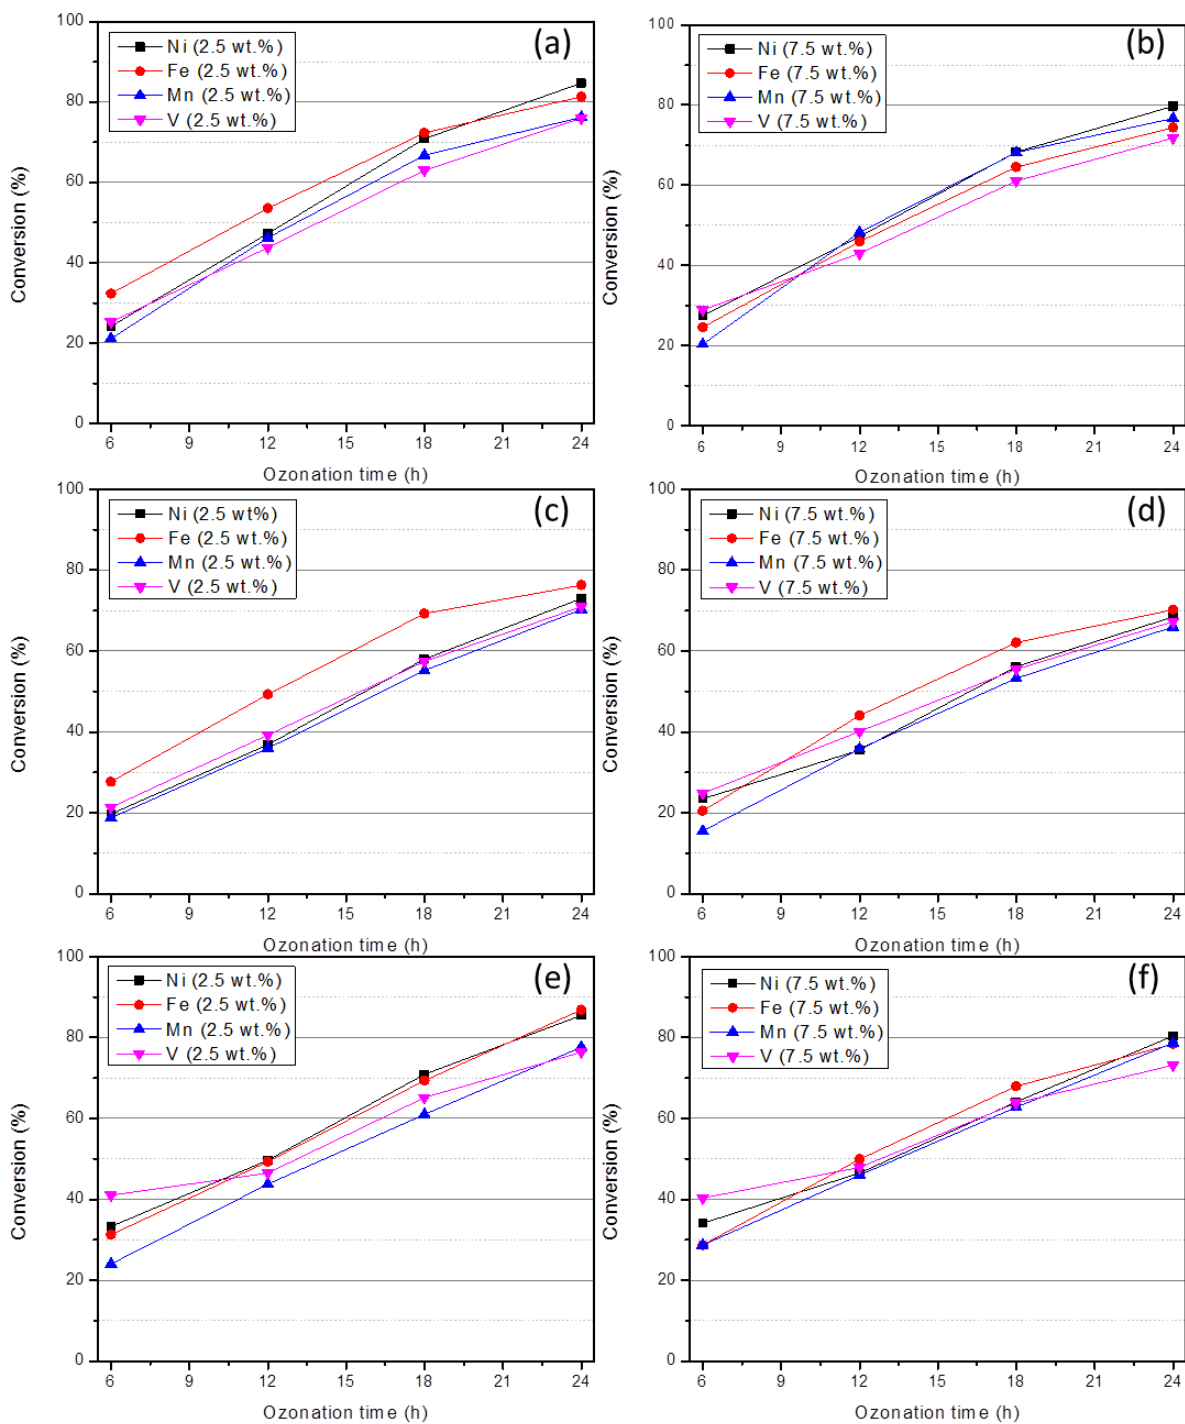 (a)
Ni (2.5 wt.%)
Fe (2.5 wt.%)
Mn (2.5 wt.%)
V (2.5 wt.%)
100
80
60
40
20
0
Conversion (%)
6 9 12 15 18 21 24
Ozonation time (h)
(b)
Ni (7.5 wt.%)
Fe (7.5 wt.%)
Mn (7.5 wt.%)
V (7.5 wt.%)
100
80
60
40
20
0
Conversion (%)
6 9 12 15 18 21 24
Ozonation time (h)
(c)
Ni (2.5 wt%)
Fe (2.5 wt.%)
Mn (2.5 wt.%)
V (2.5 wt.%)
100
80
60
40
20
0
Conversion (%)
6 9 12 15 18 21 24
Ozonation time (h)
(d)
Ni (7.5 wt.%)
Fe (7.5 wt.%)
Mn (7.5 wt.%)
V (7.5 wt.%)
100
80
60
40
20
0
Conversion (%)
6 9 12 15 18 21 24
Ozonation time (h)
(e)
Ni (2.5 wt.%)
Fe (2.5 wt.%)
Mn (2.5 wt.%)
V (2.5 wt.%)
100
80
60
40
20
0
Conversion (%)
6 9 12 15 18 21 24
Ozonation time (h)
(f)
Ni (7.5 wt.%)
Fe (7.5 wt.%)
Mn (7.5 wt.%)
V (7.5 wt.%)
100
80
60
40
20
0
Conversion (%)
6 9 12 15 18 21 24
Ozonation time (h)